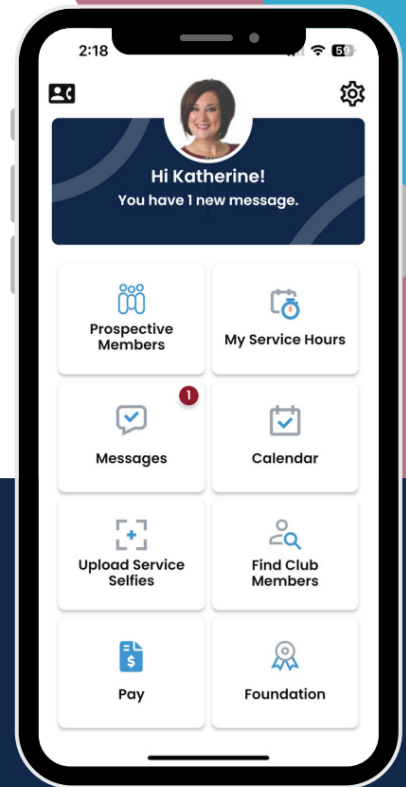 2:18
59
Hi Katherine!
You have 1 new message.
Prospective
Members
My Service Hours
1
Messages
Calendar
Upload Service
Selfies
Find Club
Members
$
Pay
Foundation